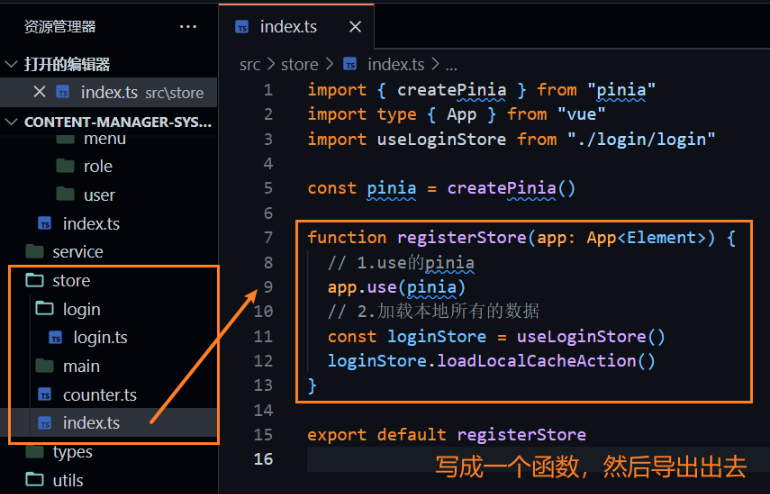 资源管理器
···
打开的编辑器
index.ts src\store
CONTENT-MANAGER-SYS...
menu
role
user
index.ts
service
store
login
login.ts
main
counter.ts
index.ts
types
utils
TS index.ts
src > store > TS index.ts > ...
1 import { createPinia } from "pinia"
2 import type { App } from "vue"
3 import useLoginStore from "./login/login"
4
5 const pinia = createPinia()
6
7 function registerStore(app: App<Element>) {
8 // 1.use的pinia
9 app.use(pinia)
10 // 2.加载本地所有的数据
11 const loginStore = useLoginStore()
12 loginStore.loadLocalCacheAction()
13 }
14
15 export default registerStore
16
写成一个函数，然后导出出去